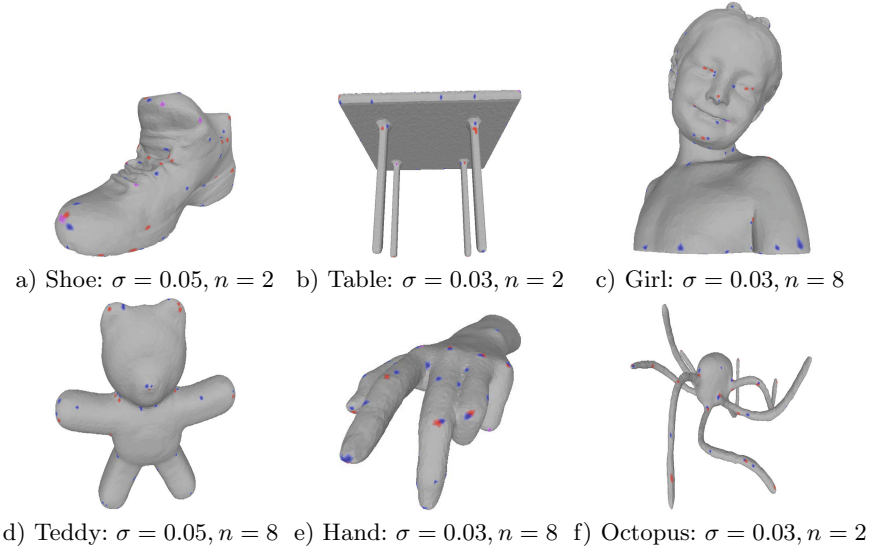 a) Shoe: σ = 0.05, n = 2 b) Table: σ = 0.03, n = 2 c) Girl: σ = 0.03, n = 8
d) Teddy: σ = 0.05, n = 8 e) Hand: σ = 0.03, n = 8 f) Octopus: σ = 0.03, n = 2